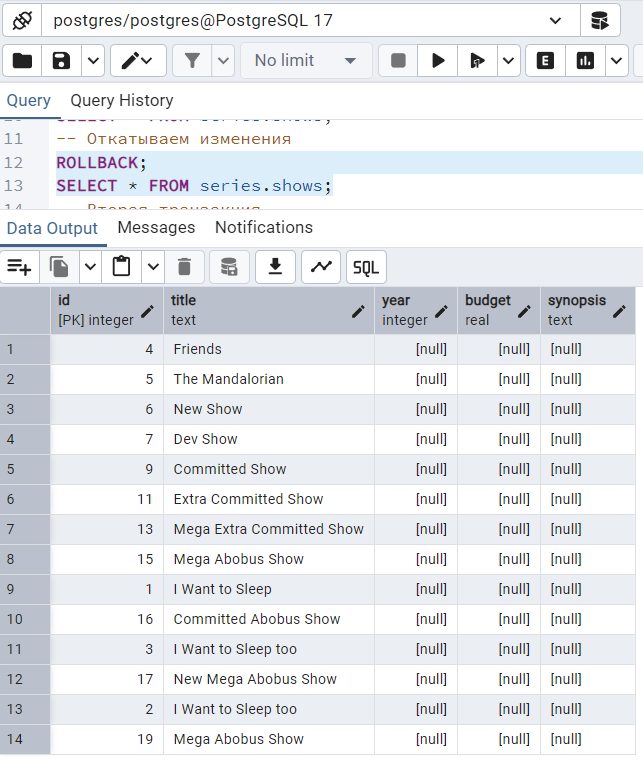 postgres/postgres@PostgreSQL 17
No limit
E
Query Query History
11 -- Откатываем изменения
12 ROLLBACK;
13 SELECT * FROM series.shows;
14 -- Вторая транзакция
Data Output Messages Notifications
SQL
id title year budget synopsis
[PK] integer text integer real text
1 4 Friends [null] [null] [null]
2 5 The Mandalorian [null] [null] [null]
3 6 New Show [null] [null] [null]
4 7 Dev Show [null] [null] [null]
5 9 Committed Show [null] [null] [null]
6 11 Extra Committed Show [null] [null] [null]
7 13 Mega Extra Committed Show [null] [null] [null]
8 15 Mega Abobus Show [null] [null] [null]
9 1 I Want to Sleep [null] [null] [null]
10 16 Committed Abobus Show [null] [null] [null]
11 3 I Want to Sleep too [null] [null] [null]
12 17 New Mega Abobus Show [null] [null] [null]
13 2 I Want to Sleep too [null] [null] [null]
14 19 Mega Abobus Show [null] [null] [null]